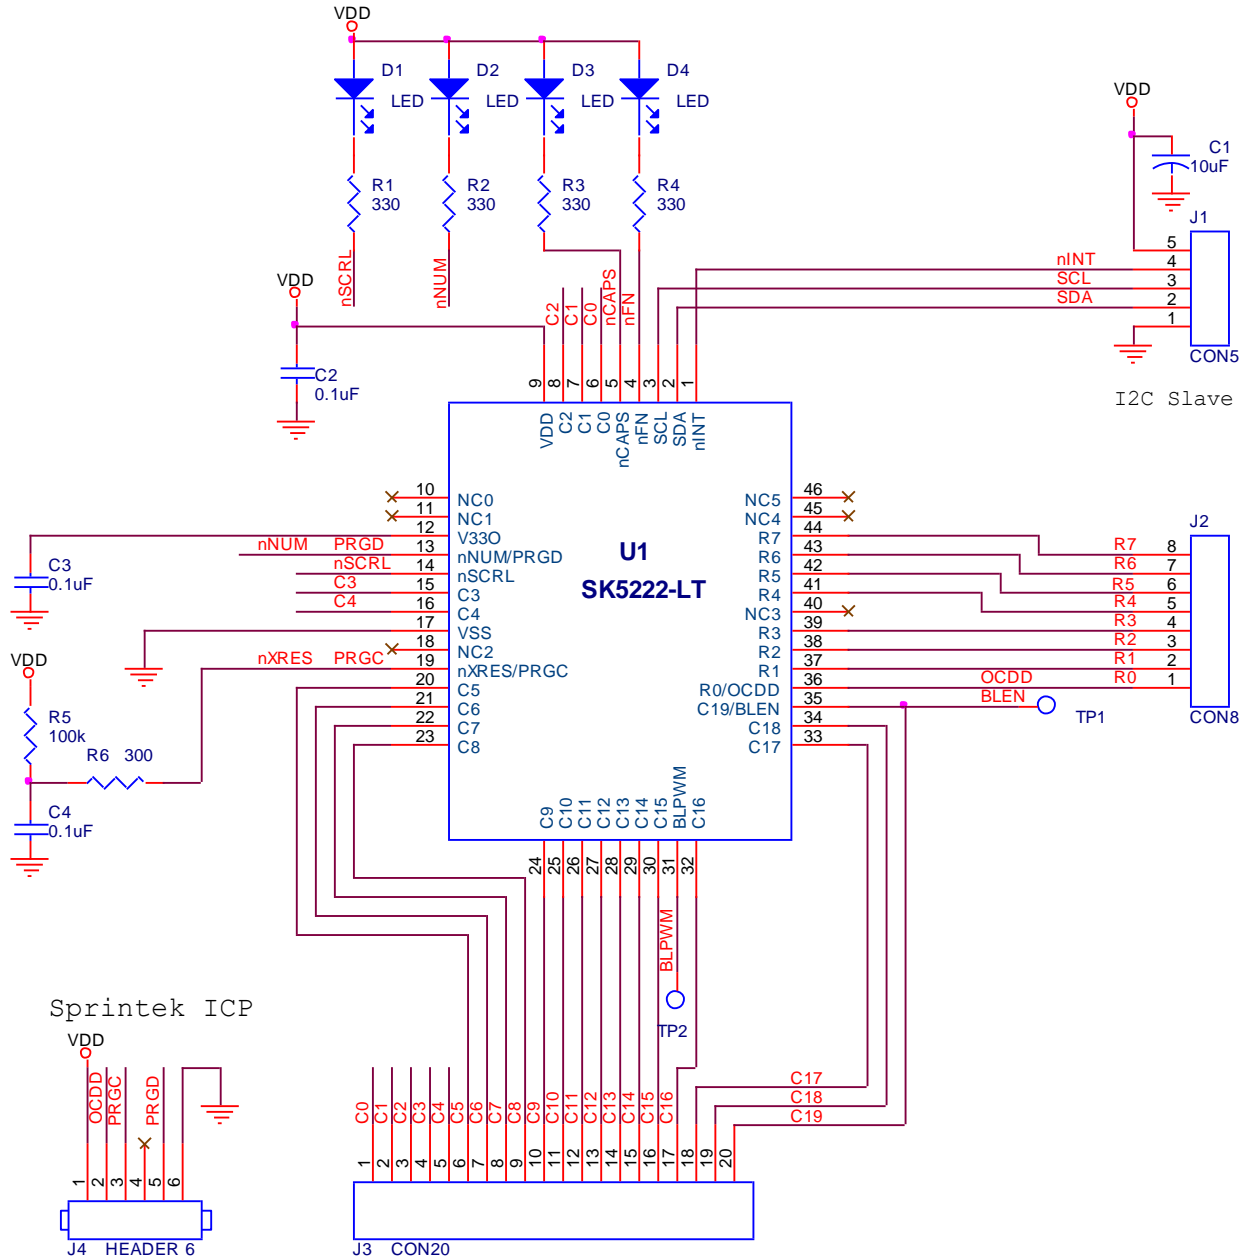 VDD
D1 D2 D3 D4
LED LED LED LED
R1 R2 R3 R4
330 330 330 330
nSCRL nNUM
VDD
C1
10uF
J1
5
nINT 4
SCL 3
SDA 2
1
CON5
I2C Slave
VDD
C2
0.1uF
C2 C1 C0 nCAPS nFN
9 8 7 6 5 4 3 2 1
VDD C2 C1 C0 nCAPS nFN SCL SDA nINT
U1
SK5222-LT
10 NC0
11 NC1
12 V33O
nNUM PRGD 13 nNUM/PRGD
nSCRL 14 nSCRL
C3 15 C3
C4 16 C4
17 VSS
18 NC2
nXRES PRGC 19 nXRES/PRGC
20 C5
21 C6
22 C7
23 C8
C3
0.1uF
VDD
R5
100k
R6 300
C4
0.1uF
NC5 46
NC4 45
R7 44
R6 43
R5 42
R4 41
NC3 40
R3 39
R2 38
R1 37
R0/OCDD 36
C19/BLEN 35
C18 34
C17 33
J2
R7 8
R6 7
R5 6
R4 5
R3 4
R2 3
R1 2
OCDD R0 1
BLEN
TP1
CON8
C9 C10 C11 C12 C13 C14 C15 BLPWM C16
24 25 26 27 28 29 30 31 32
BLPWM
TP2
Sprintek ICP
VDD
OCDD PRGC PRGD
1 2 3 4 5 6
J4 HEADER 6
C17
C18
C19
C0 C1 C2 C3 C4 C5 C6 C7 C8 C9 C10 C11 C12 C13 C14 C15 C16
1 2 3 4 5 6 7 8 9 10 11 12 13 14 15 16 17 18 19 20
J3 CON20